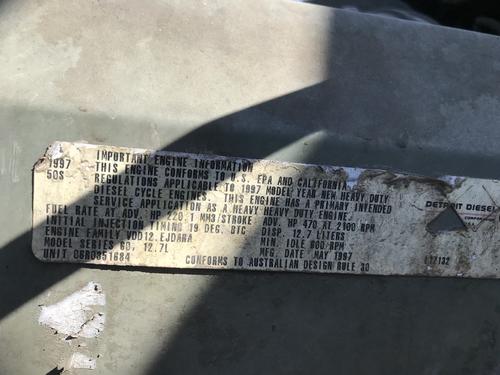 1997 IMPORTANT ENGINE INFORMATION
50S THIS ENGINE CONFORMS TO U.S. EPA AND CALIFORNIA
REGULATIONS APPLICABLE TO 1997 MODEL YEAR NEW HEAVY DUTY
DIESEL CYCLE ENGINES. THIS ENGINE HAS A PRIMARY INTENDED
SERVICE APPLICATION AS A HEAVY HEAVY DUTY ENGINE.
FUEL RATE AT ADV. HP 220.1 MM3/STROKE ADV. HP 470 AT 2100 RPM
INIT. INJECT. TIMING 19 DEG. BTC DISP. 12.7 LITERS
ENGINE FAMILY VDD12.EJDARA MIN. IDLE 600 RPM
MODEL SERIES 60, 12.7L MFG. DATE MAY 1997
UNIT 06R0351684 CONFORMS TO AUSTRALIAN DESIGN RULE 30
DETROIT DIESEL